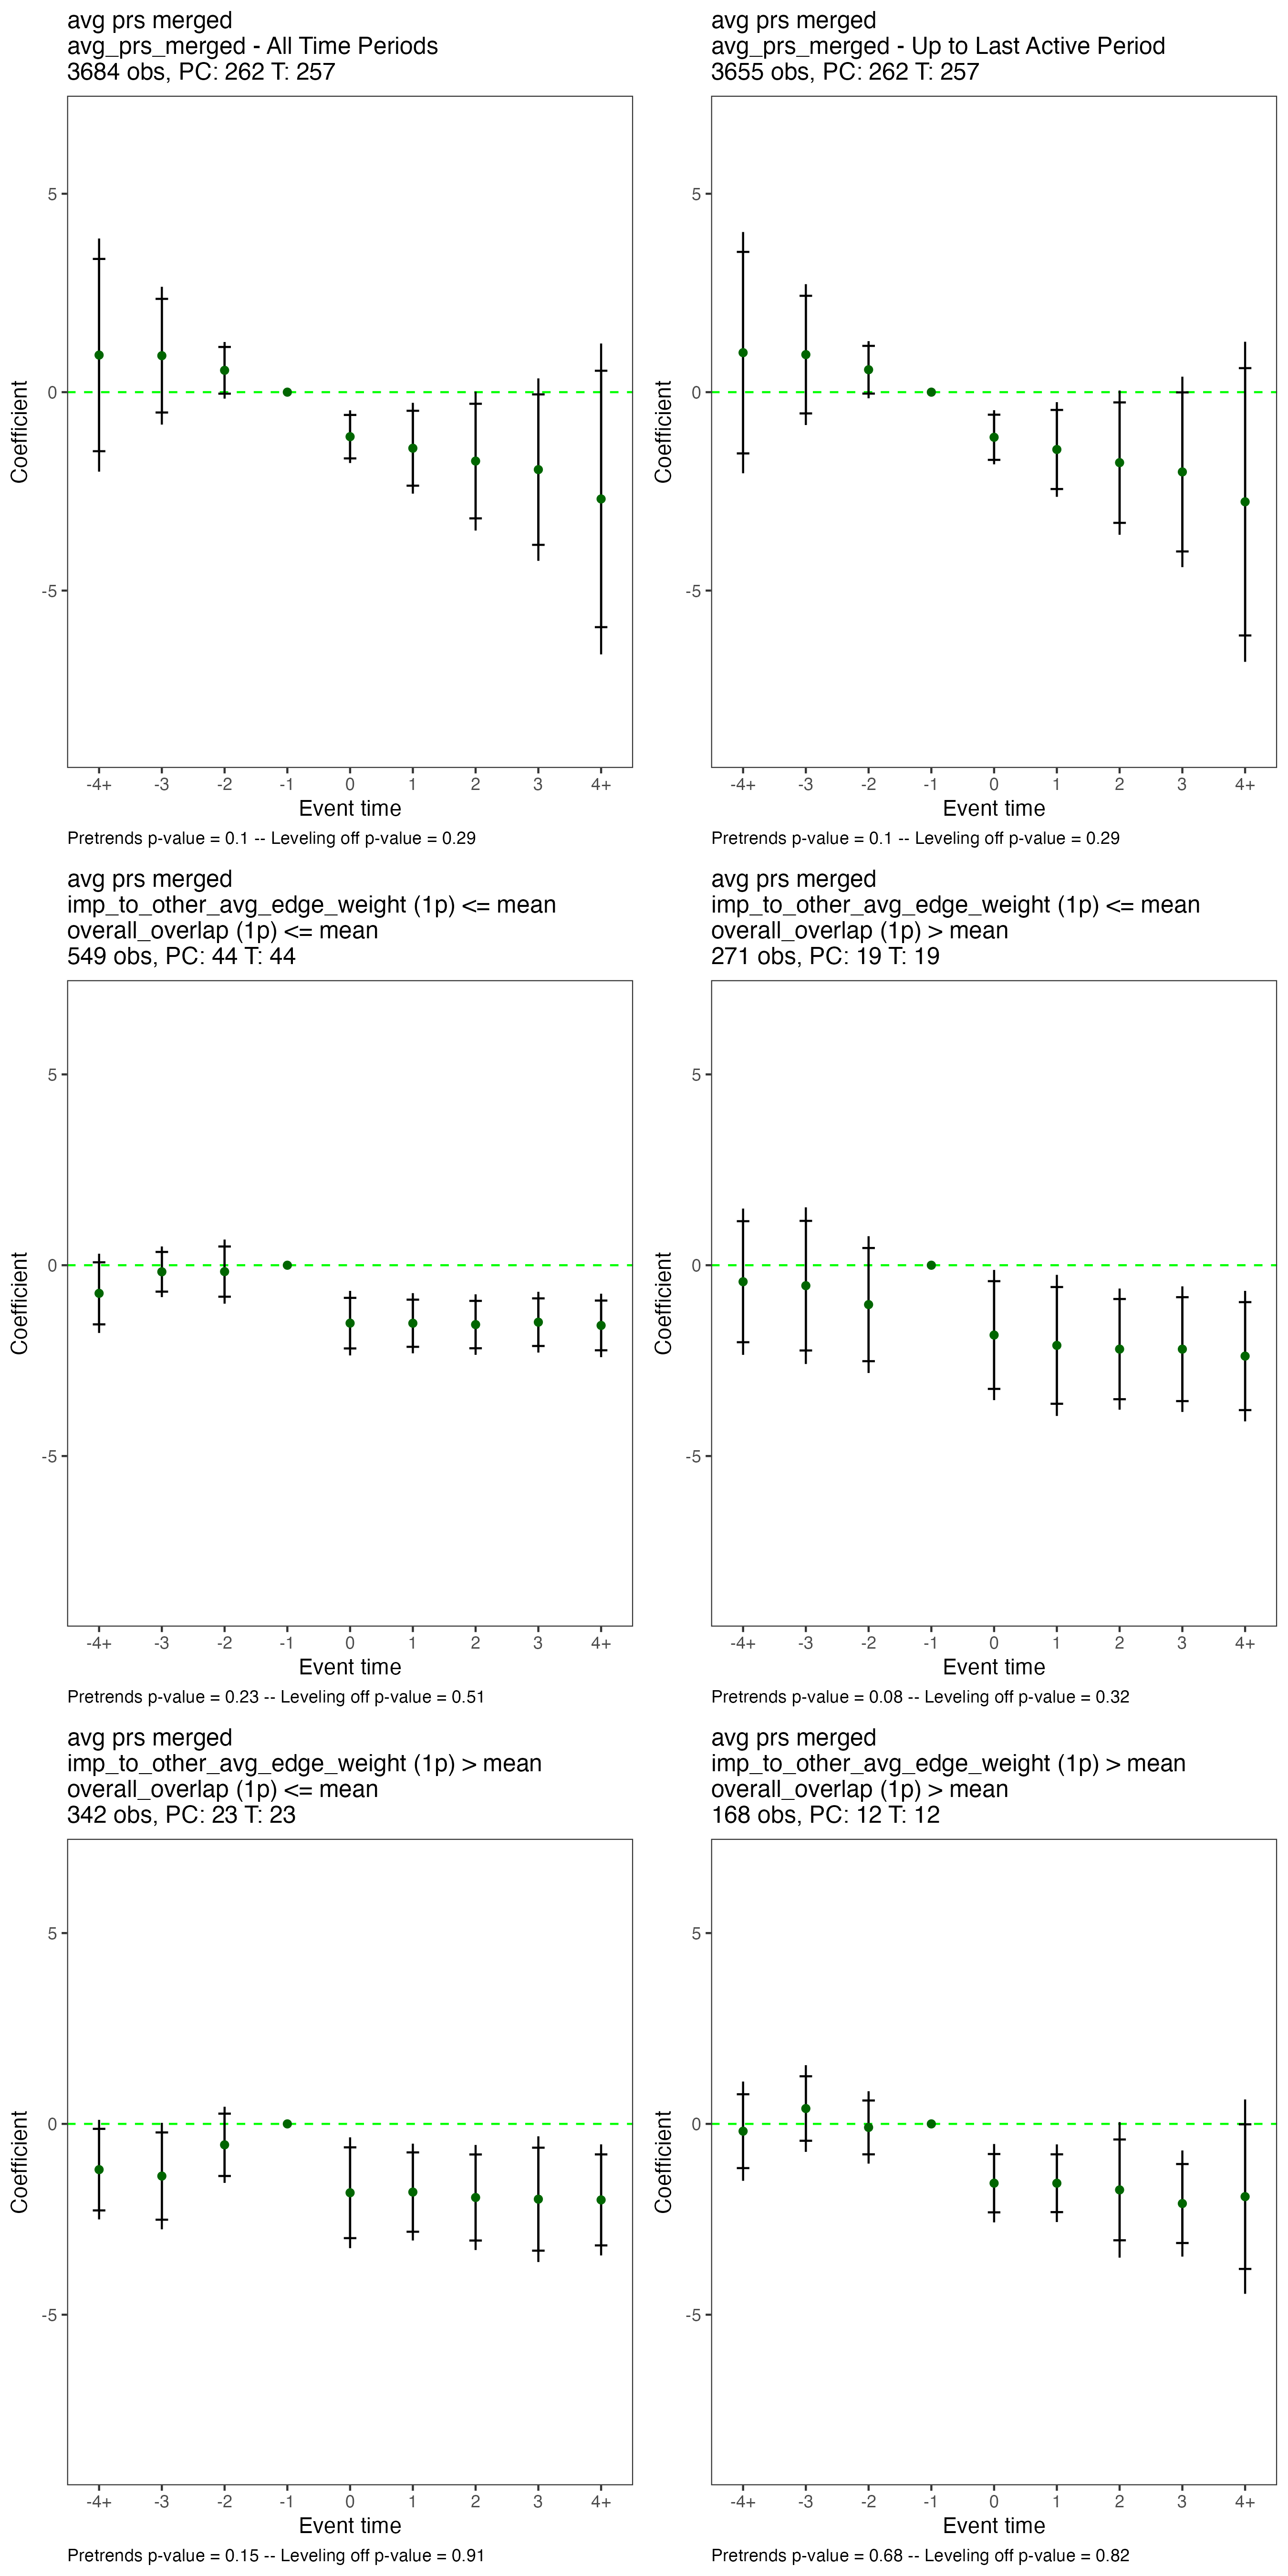 avg prs merged
avg_prs_merged - All Time Periods
3684 obs, PC: 262 T: 257
5
0
-5
Coefficient
-4+ -3 -2 -1 0 1 2 3 4+
Event time
Pretrends p-value = 0.1 -- Leveling off p-value = 0.29
avg prs merged
avg_prs_merged - Up to Last Active Period
3655 obs, PC: 262 T: 257
5
0
-5
Coefficient
-4+ -3 -2 -1 0 1 2 3 4+
Event time
Pretrends p-value = 0.1 -- Leveling off p-value = 0.29
avg prs merged
imp_to_other_avg_edge_weight (1p) <= mean
overall_overlap (1p) <= mean
549 obs, PC: 44 T: 44
5
0
-5
Coefficient
-4+ -3 -2 -1 0 1 2 3 4+
Event time
Pretrends p-value = 0.23 -- Leveling off p-value = 0.51
avg prs merged
imp_to_other_avg_edge_weight (1p) <= mean
overall_overlap (1p) > mean
271 obs, PC: 19 T: 19
5
0
-5
Coefficient
-4+ -3 -2 -1 0 1 2 3 4+
Event time
Pretrends p-value = 0.08 -- Leveling off p-value = 0.32
avg prs merged
imp_to_other_avg_edge_weight (1p) > mean
overall_overlap (1p) <= mean
342 obs, PC: 23 T: 23
5
0
-5
Coefficient
-4+ -3 -2 -1 0 1 2 3 4+
Event time
Pretrends p-value = 0.15 -- Leveling off p-value = 0.91
avg prs merged
imp_to_other_avg_edge_weight (1p) > mean
overall_overlap (1p) > mean
168 obs, PC: 12 T: 12
5
0
-5
Coefficient
-4+ -3 -2 -1 0 1 2 3 4+
Event time
Pretrends p-value = 0.68 -- Leveling off p-value = 0.82